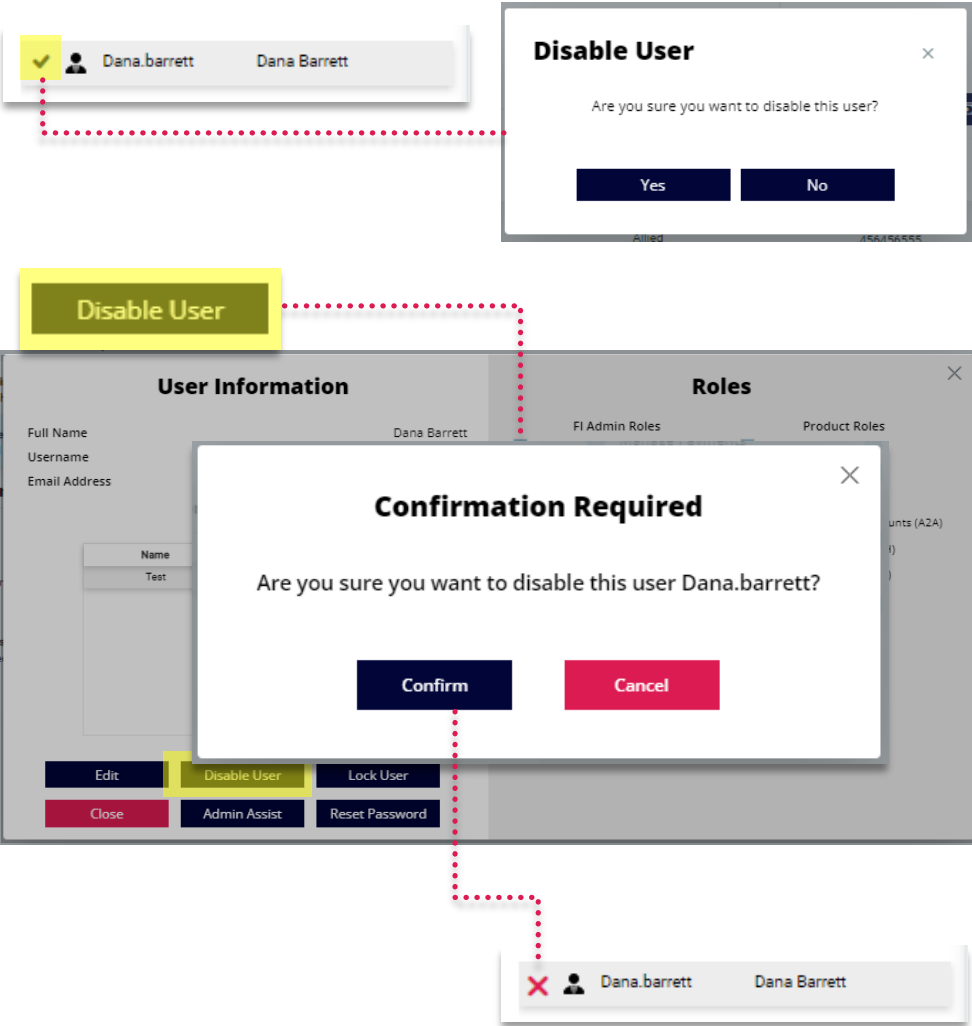 Dana.barrett Dana Barrett
Disable User
Are you sure you want to disable this user?
Yes No
Allied 456456555
Disable User
User Information
Roles
Full Name Dana Barrett
FI Admin Roles Product Roles
Username
Email Address
Confirmation Required
unts (A2A)
Name
Test
Are you sure you want to disable this user Dana.barrett?
Confirm Cancel
Edit Disable User Lock User
Close Admin Assist Reset Password
Dana.barrett Dana Barrett